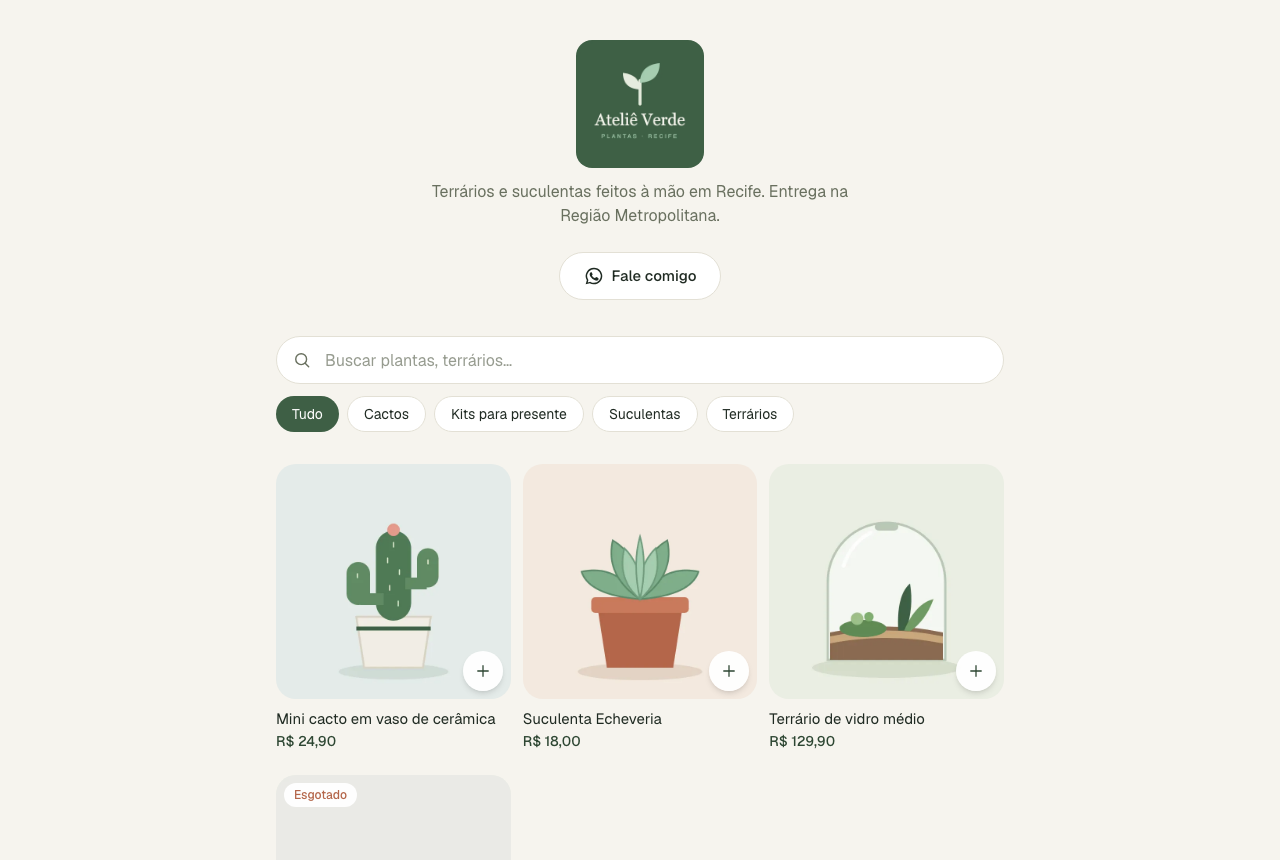 Ateliê Verde
PLANTAS · RECIFE
Terrários e suculentas feitos à mão em Recife. Entrega na
Região Metropolitana.
Fale comigo
Buscar plantas, terrários...
Tudo
Cactos
Kits para presente
Suculentas
Terrários
Mini cacto em vaso de cerâmica
R$ 24,90
Suculenta Echeveria
R$ 18,00
Terrário de vidro médio
R$ 129,90
Esgotado